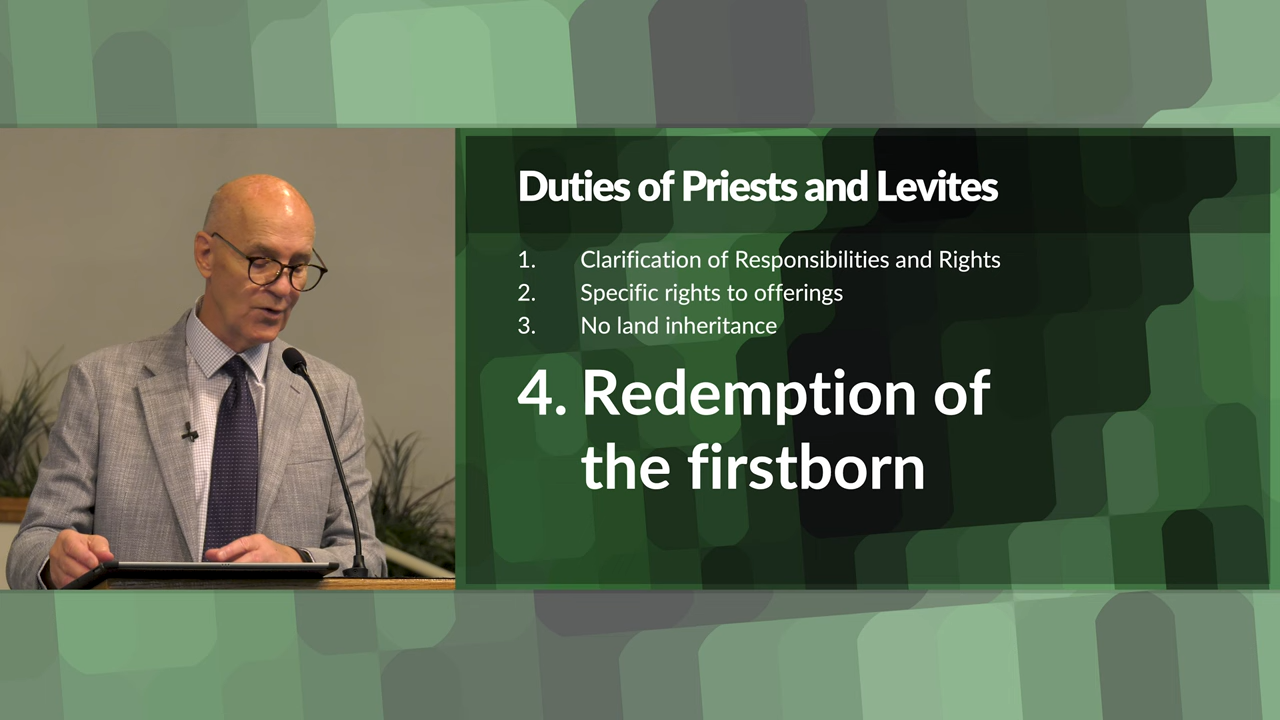 Duties of Priests and Levites
1. Clarification of Responsibilities and Rights
2. Specific rights to offerings
3. No land inheritance
4. Redemption of
the firstborn